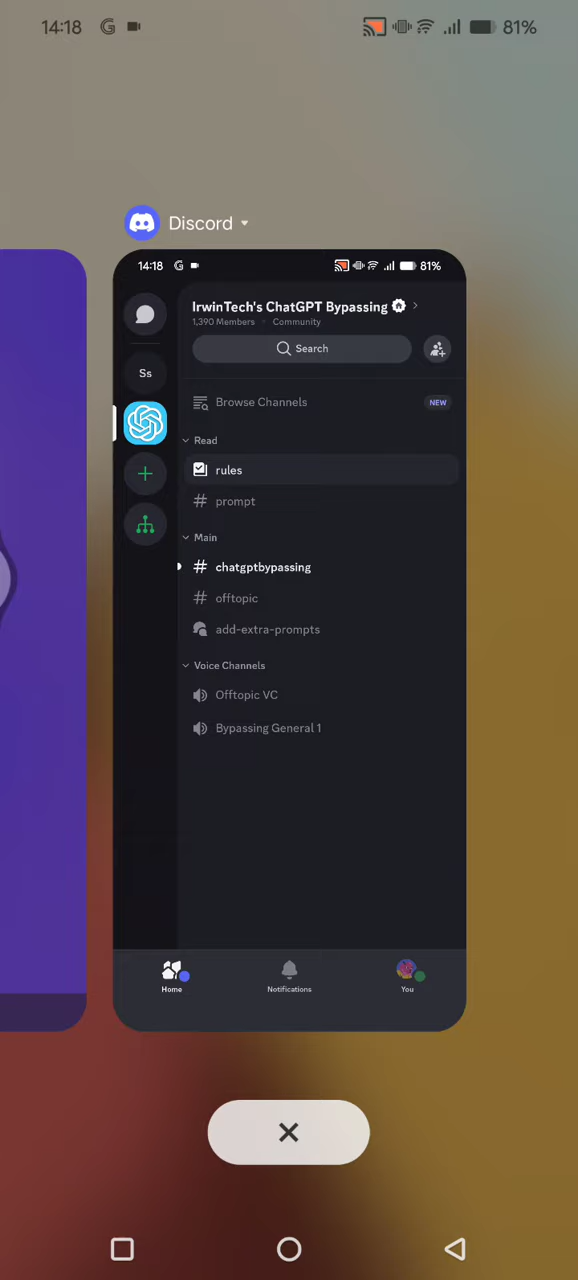 14:18
81%
Discord
14:18
81%
IrwinTech's ChatGPT Bypassing
1,390 Members • Community
Search
Ss
Browse Channels
NEW
Read
rules
prompt
Main
chatgptbypassing
offtopic
add-extra-prompts
Voice Channels
Offtopic VC
Bypassing General 1
Home
Notifications
You